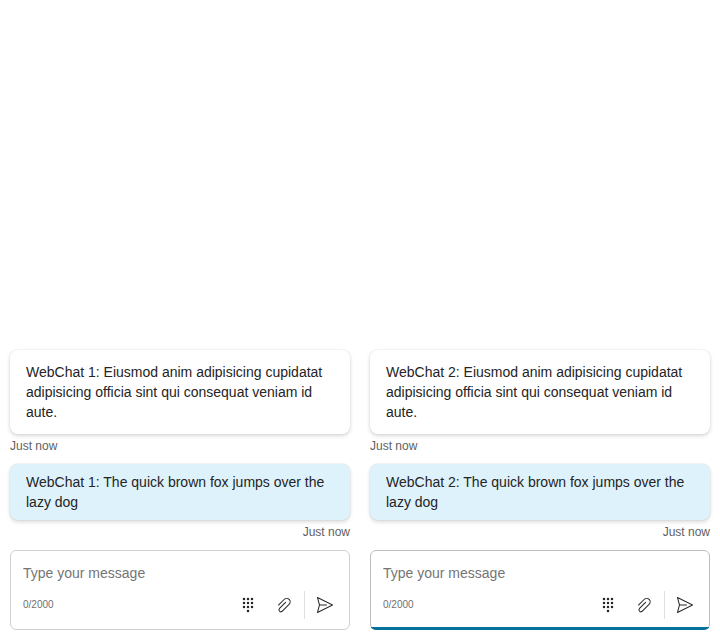 WebChat 1: Eiusmod anim adipisicing cupidatat
adipisicing officia sint qui consequat veniam id
aute.
Just now
WebChat 1: The quick brown fox jumps over the
lazy dog
Just now
Type your message
0/2000
WebChat 2: Eiusmod anim adipisicing cupidatat
adipisicing officia sint qui consequat veniam id
aute.
Just now
WebChat 2: The quick brown fox jumps over the
lazy dog
Just now
Type your message
0/2000